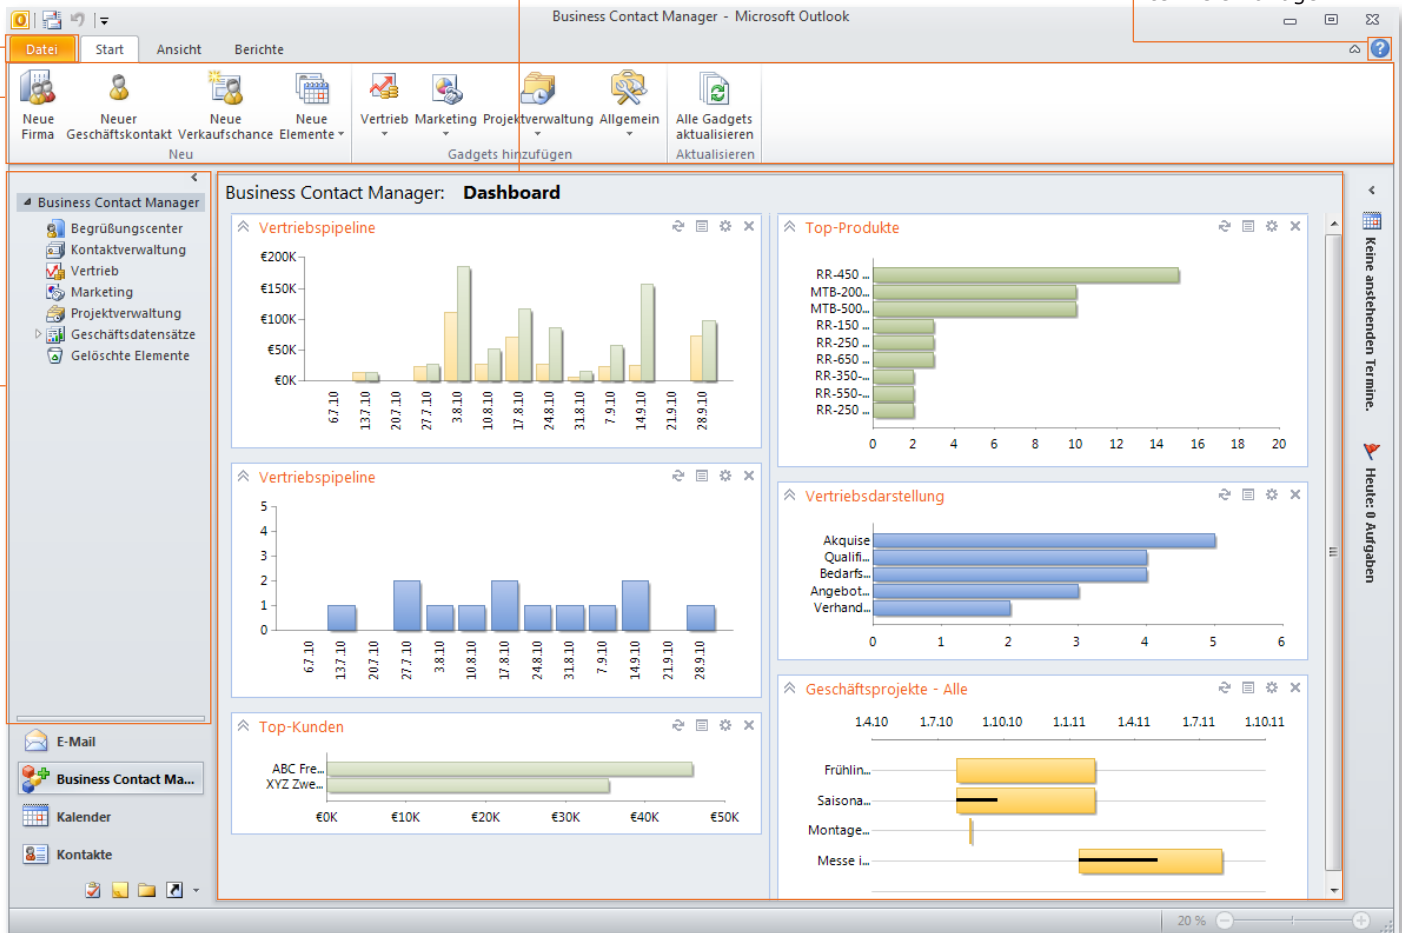 Business Contact Manager - Microsoft Outlook
Datei
Start
Ansicht
Berichte
Neue
Firma
Neuer
Geschäftskontakt
Neue
Verkaufschance
Neue
Elemente
Neu
Vertrieb
Marketing
Projektverwaltung
Allgemein
Gadgets hinzufügen
Alle Gadgets
aktualisieren
Aktualisieren
Business Contact Manager
Begrüßungscenter
Kontaktverwaltung
Vertrieb
Marketing
Projektverwaltung
Geschäftsdatensätze
Gelöschte Elemente
E-Mail
Business Contact Ma...
Kalender
Kontakte
Business Contact Manager: Dashboard
Vertriebspipeline
€200K
€150K
€100K
€50K
€0K
6.7.10
13.7.10
20.7.10
27.7.10
3.8.10
10.8.10
17.8.10
24.8.10
31.8.10
7.9.10
14.9.10
21.9.10
28.9.10
Vertriebspipeline
5
4
3
2
1
0
6.7.10
13.7.10
20.7.10
27.7.10
3.8.10
10.8.10
17.8.10
24.8.10
31.8.10
7.9.10
14.9.10
21.9.10
28.9.10
Top-Kunden
ABC Fre...
XYZ Zwe...
€0K €10K €20K €30K €40K €50K
Top-Produkte
RR-450 ...
MTB-200...
MTB-500...
RR-150 ...
RR-250 ...
RR-650 ...
RR-350-...
RR-550-...
RR-250 ...
0 2 4 6 8 10 12 14 16 18 20
Vertriebsdarstellung
Akquise
Qualifi...
Bedarfs...
Angebot...
Verhand...
0 1 2 3 4 5 6
Geschäftsprojekte - Alle
1.4.10 1.7.10 1.10.10 1.1.11 1.4.11 1.7.11 1.10.11
Frühlin...
Saisona...
Montage...
Messe i...
Keine anstehenden Termine.
Heute: 0 Aufgaben
20 %